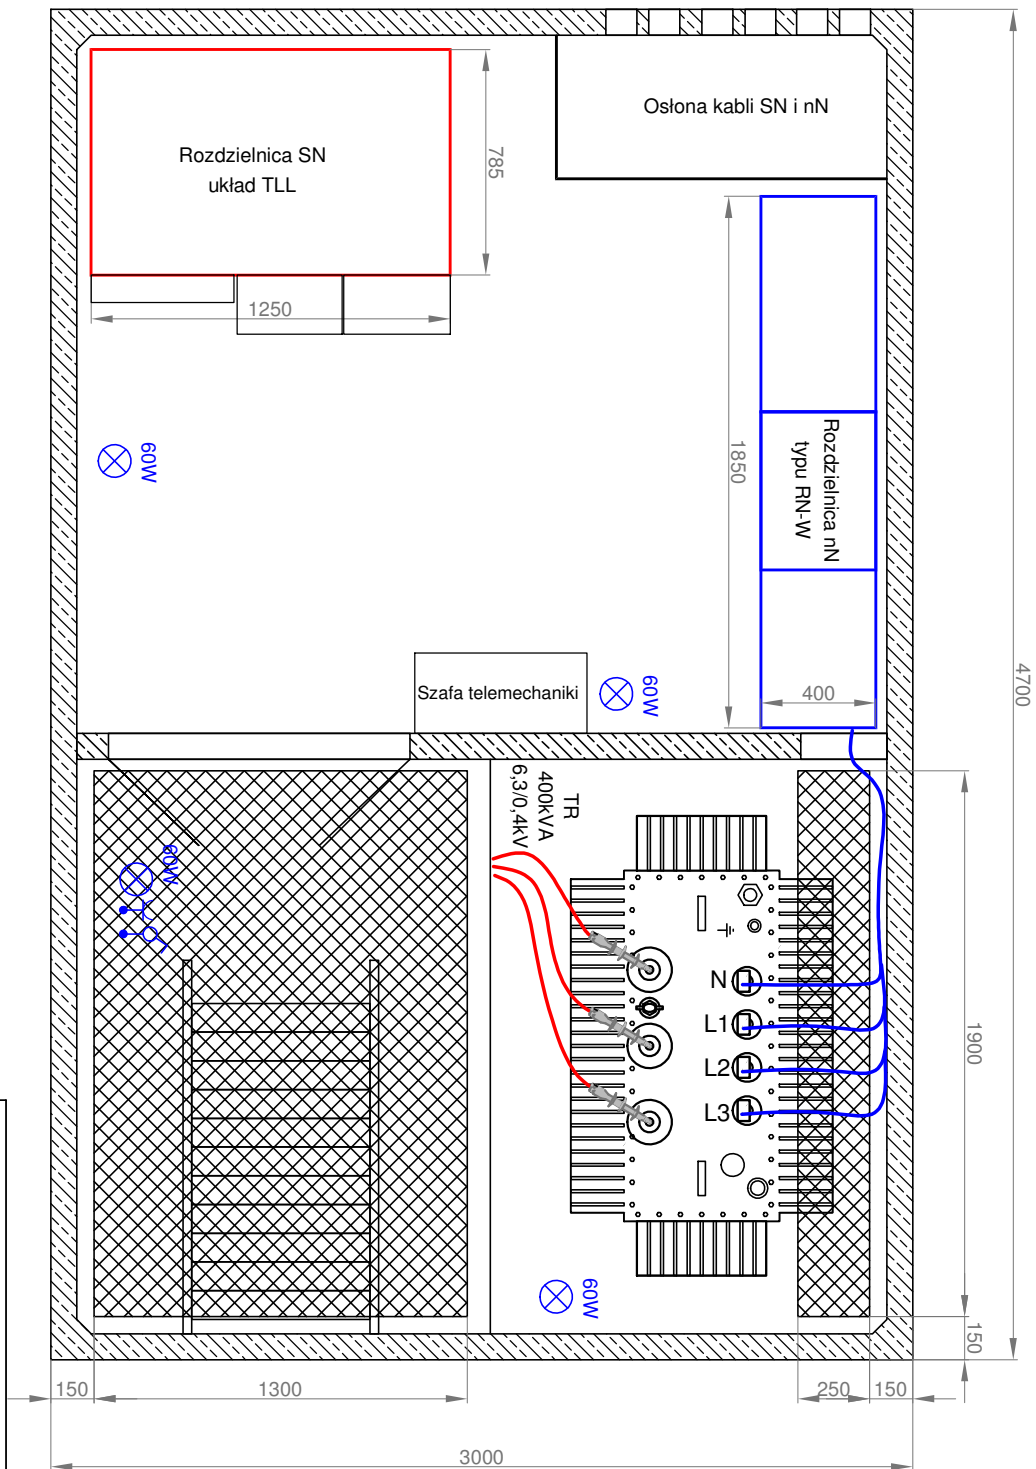 Osłona kabli SN i nN
Rozdzielnica SN
układ TLL
785
1250
1850
Rozdzielnica nN
typu RN-W
400
60W
60W
Szafa telemechaniki
4700
TR
400kVA
6,3/0,4kV
60W
N
L1
L2
L3
1900
60W
150
150
1300
250
150
3000